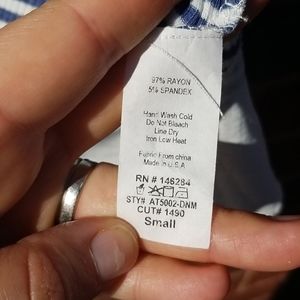 97% RAYON
5% SPANDEX
Hand Wash Cold
Do Not Bleach
Line Dry
Iron Low Heat
Fabric From china
Made in U.S.A
RN # 146284
STY# AT5002-DNM
CUT# 1490
Small